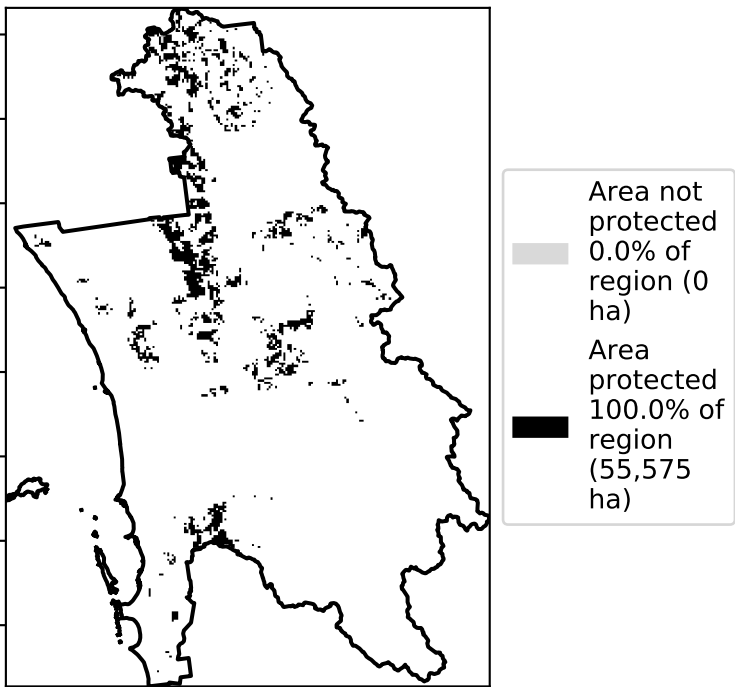 Area not
protected
0.0% of
region (0
ha)
Area
protected
100.0% of
region
(55,575
ha)